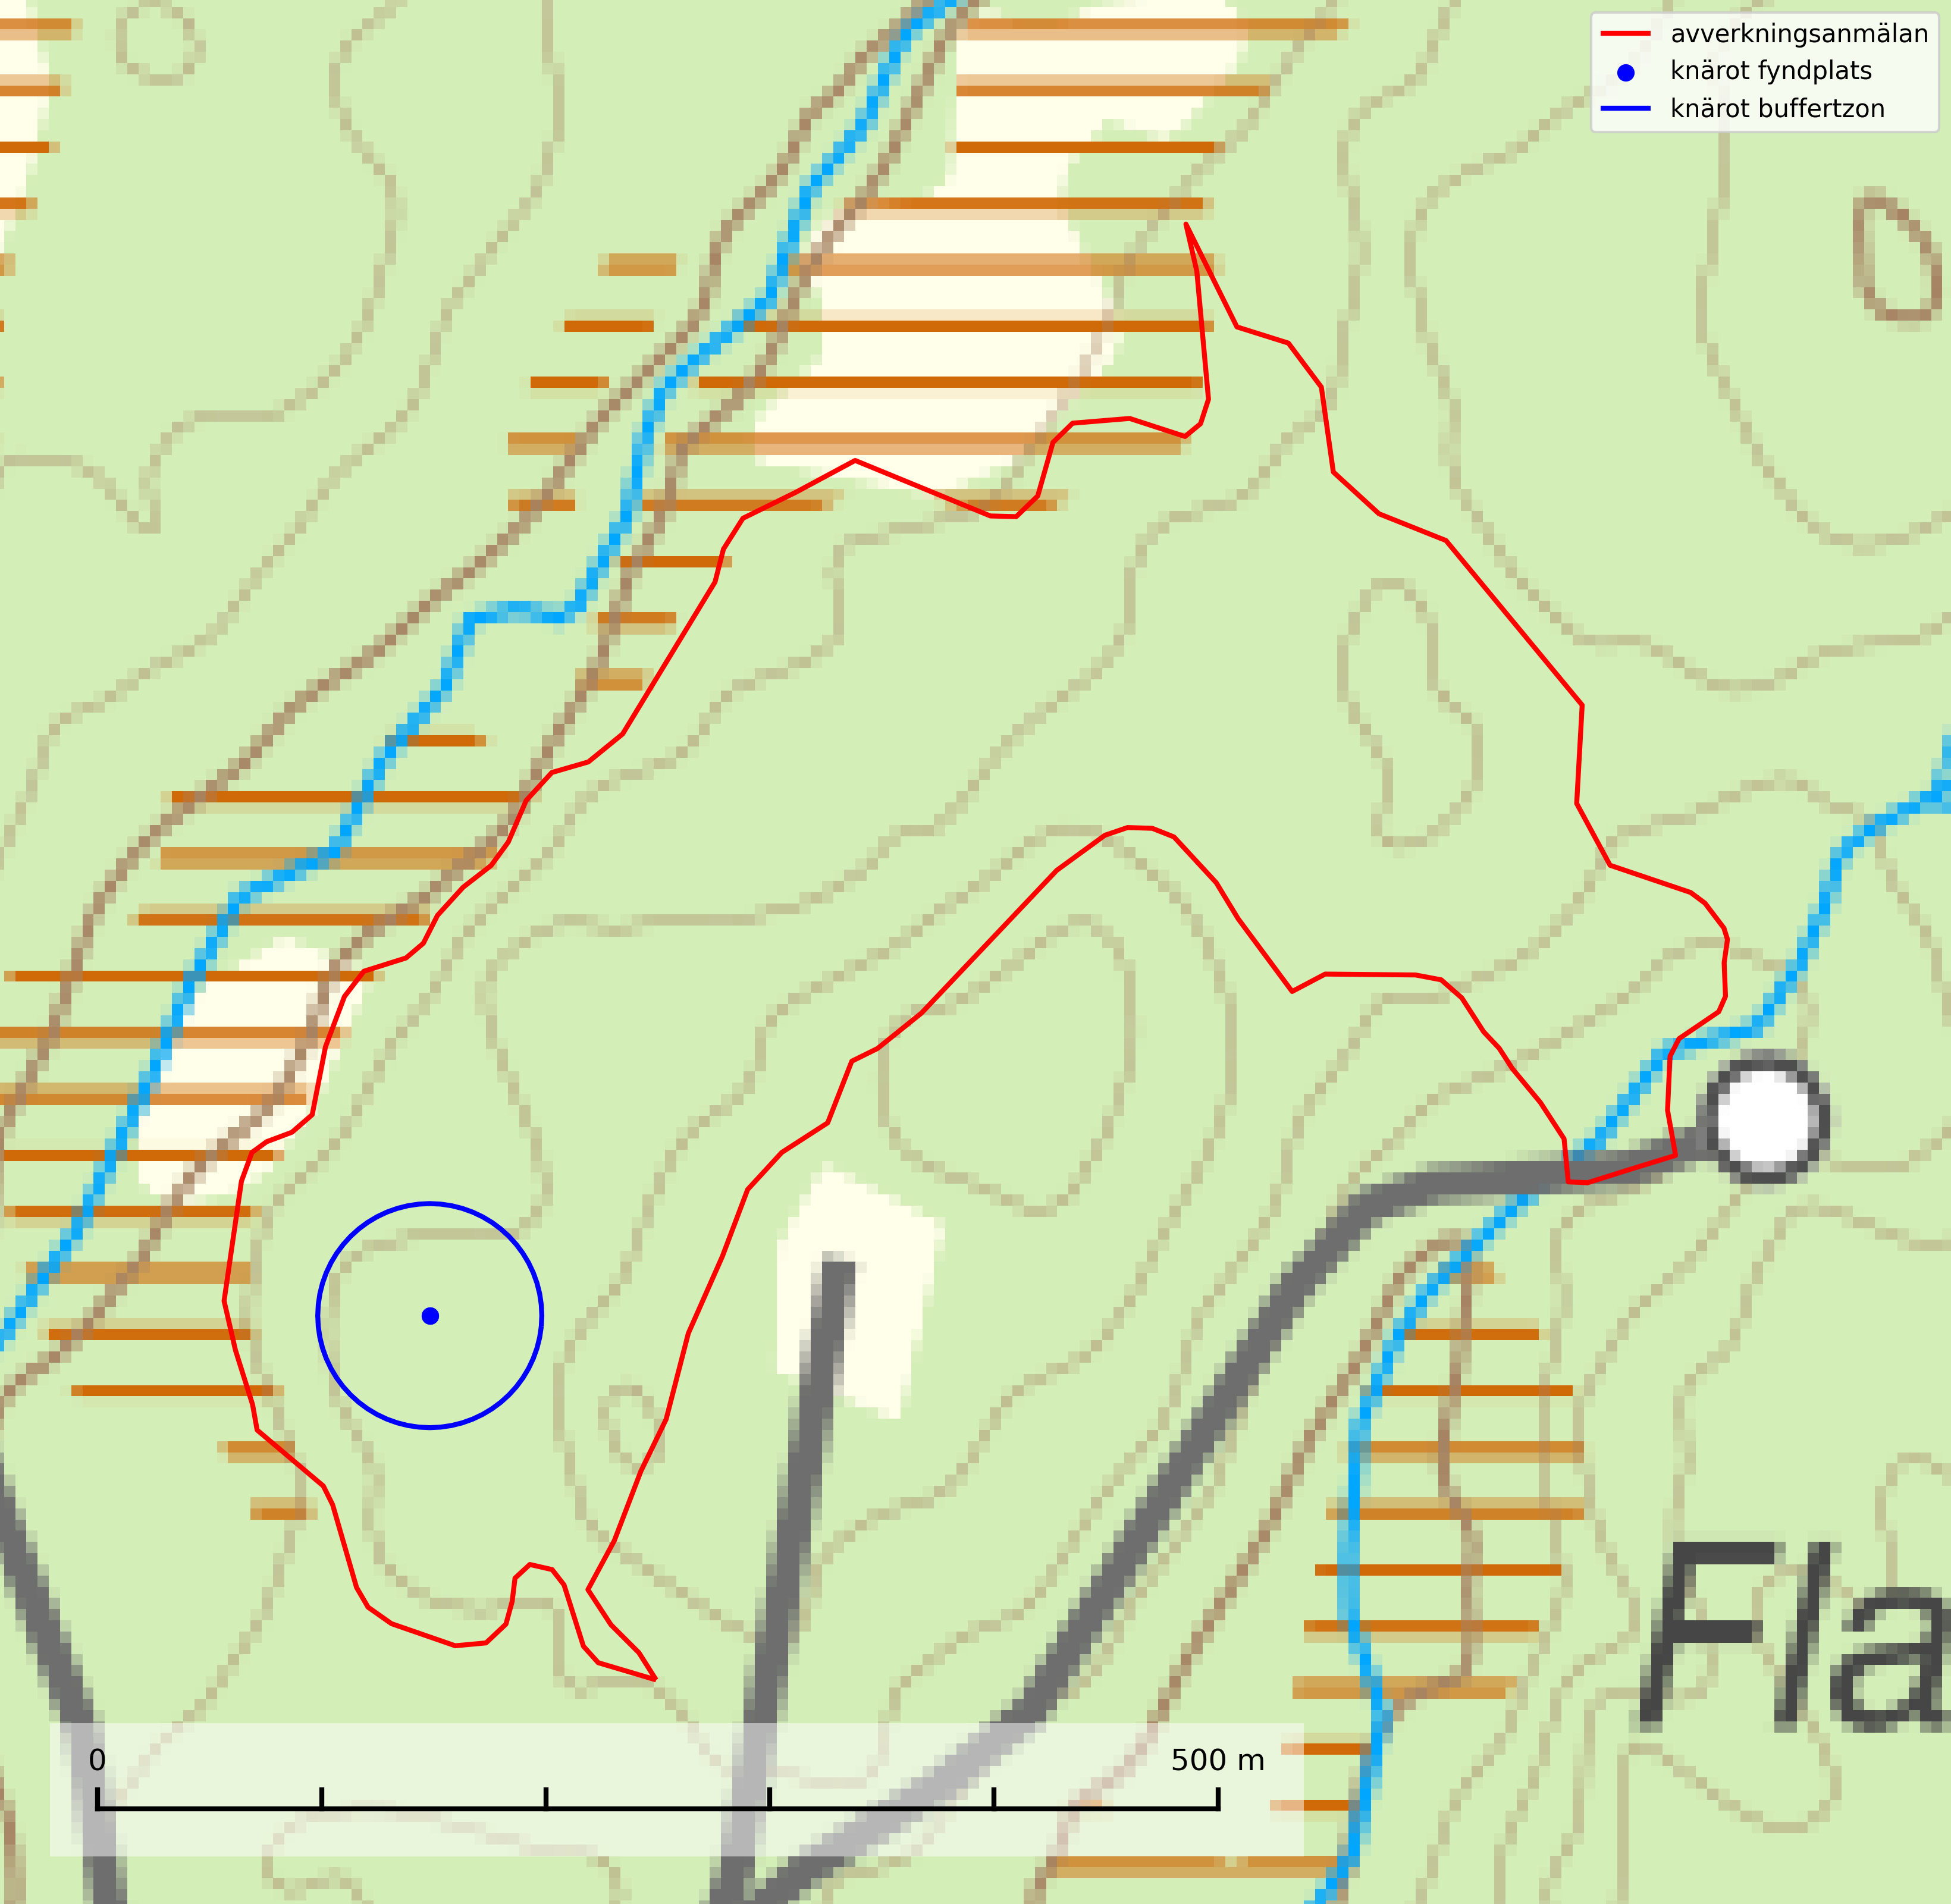 avverkningsanmälan
knärot fyndplats
knärot buffertzon
Fla
0 500 m